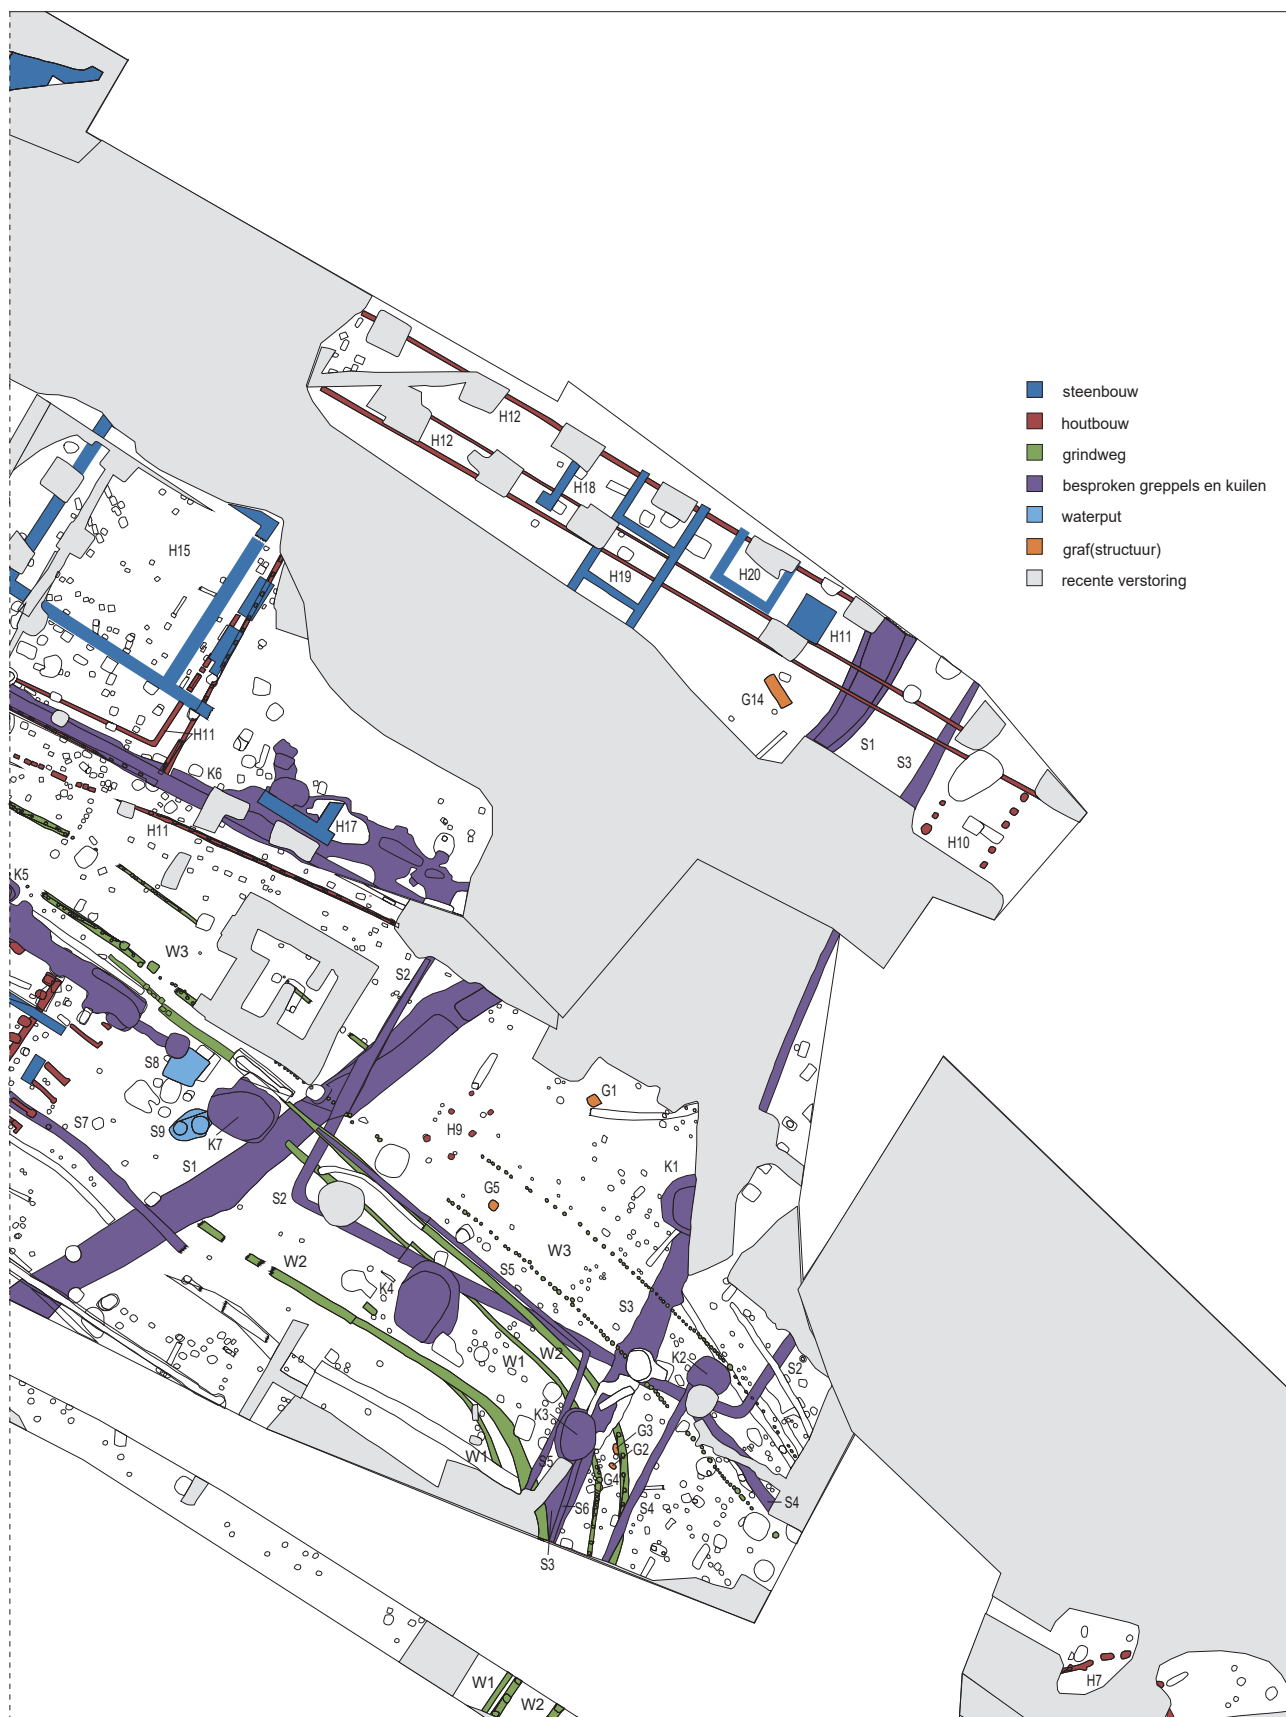 steenbouw
houtbouw
grindweg
besproken greppels en kuilen
waterput
graf(structuur)
recente verstoring
H12
H12
H18
H15
H19
H20
H11
G14
H11
S1
S3
K6
H17
H11
H10
K5
W3
S2
S8
G1
S7
S9
K7
H9
S1
K1
S2
G5
W3
W2
S5
K4
S3
W1
W2
K2
S2
K3
G3
W1
S5
G2
G4
S6
S4
S4
S3
H7
W1
W2